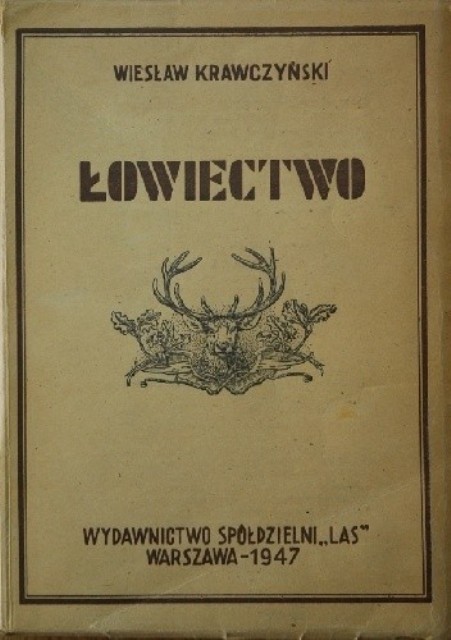 WIESŁAW KRAWCZYŃSKI
ŁOWIECTWO
WYDAWNICTWO SPÓŁDZIELNI „LAS”
WARSZAWA-1947